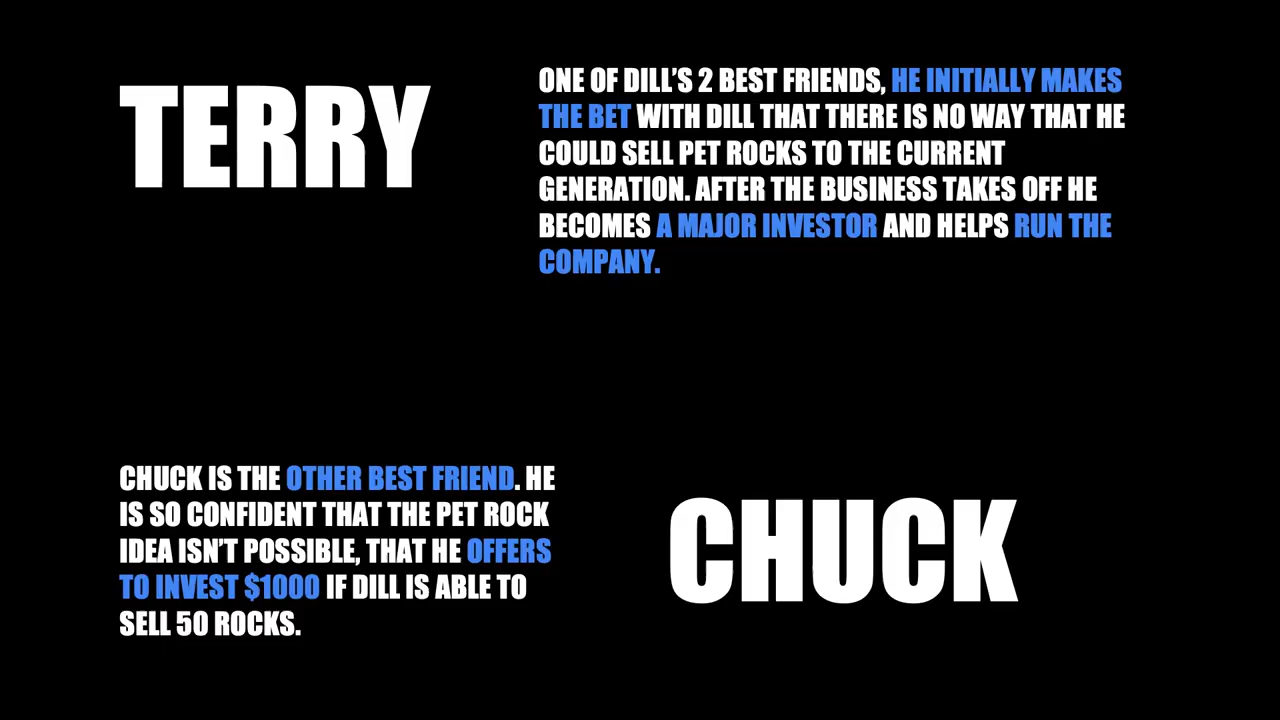 TERRY
ONE OF DILL’S 2 BEST FRIENDS, HE INITIALLY MAKES
THE BET WITH DILL THAT THERE IS NO WAY THAT HE
COULD SELL PET ROCKS TO THE CURRENT
GENERATION. AFTER THE BUSINESS TAKES OFF HE
BECOMES A MAJOR INVESTOR AND HELPS RUN THE
COMPANY.
CHUCK IS THE OTHER BEST FRIEND. HE
IS SO CONFIDENT THAT THE PET ROCK
IDEA ISN’T POSSIBLE, THAT HE OFFERS
TO INVEST $1000 IF DILL IS ABLE TO
SELL 50 ROCKS.
CHUCK